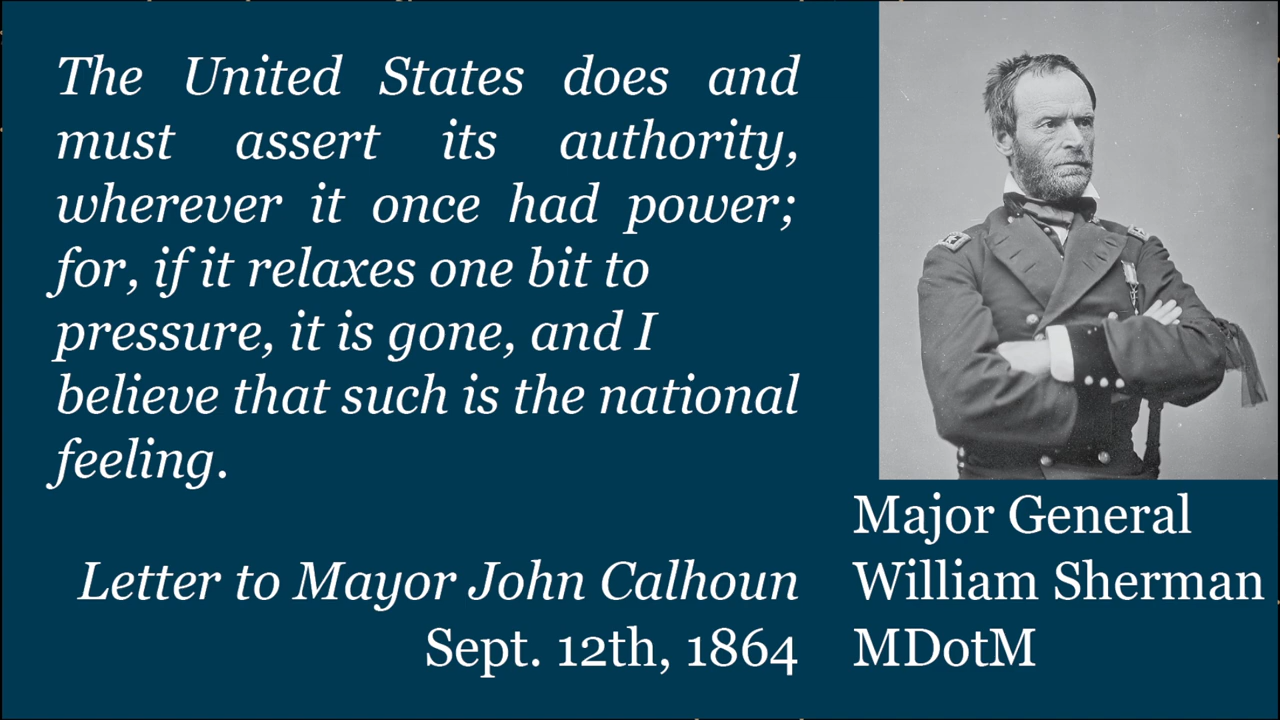 The United States does and
must assert its authority,
wherever it once had power;
for, if it relaxes one bit to
pressure, it is gone, and I
believe that such is the national
feeling.
Letter to Mayor John Calhoun
Sept. 12th, 1864
Major General
William Sherman
MDotM